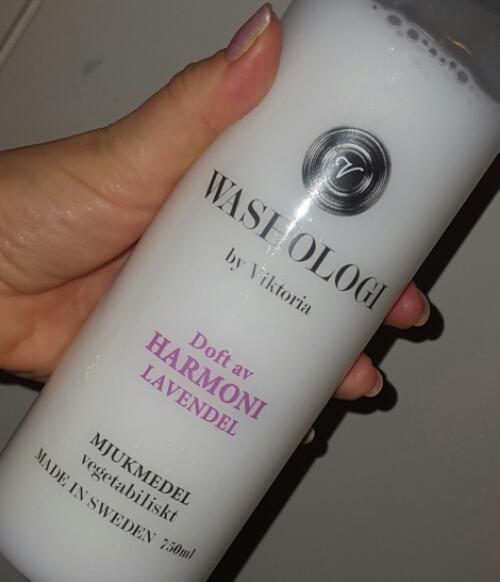 V
WASHOLOGI
by Viktoria
Doft av
HARMONI
LAVENDEL
MJUKMEDEL
vegetabiliskt
MADE IN SWEDEN 750ml